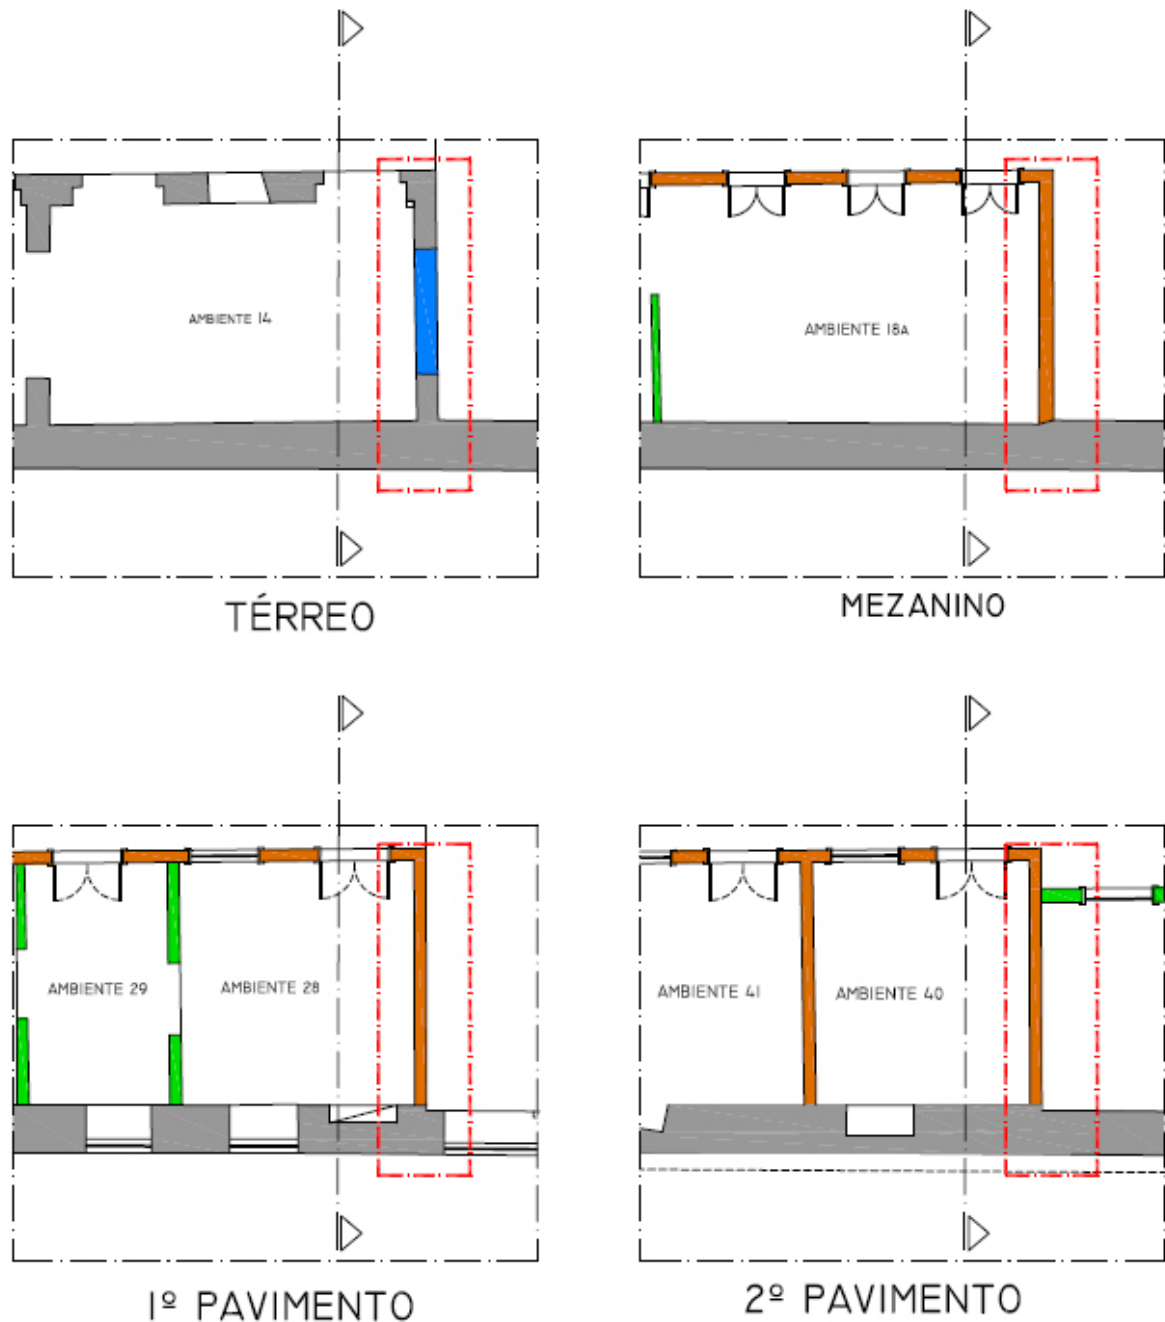 AMBIENTE 14
AMBIENTE 18A
TÉRREO
MEZANINO
AMBIENTE 29
AMBIENTE 28
AMBIENTE 41
AMBIENTE 40
1º PAVIMENTO
2º PAVIMENTO